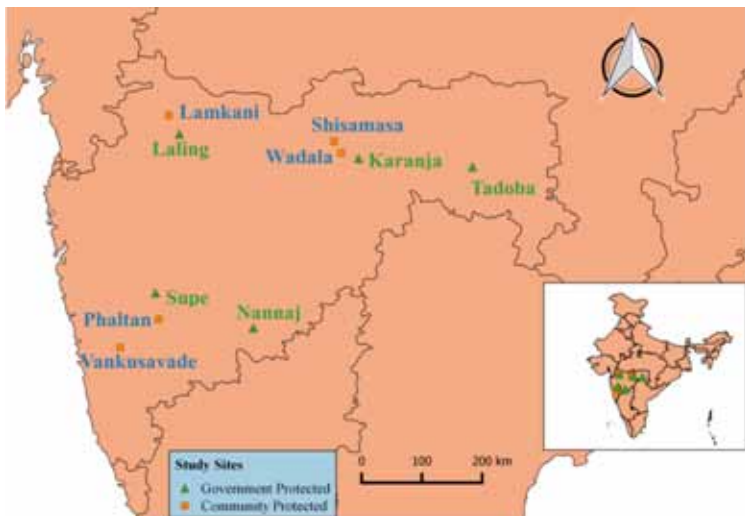 Lamkani
Laling
Shisamasa
Wadala
Karanja
Tadoba
Supe
Phaltan
Nannaj
Vankusavade
Study Sites
Government Protected
Community Protected
0 100 200 km